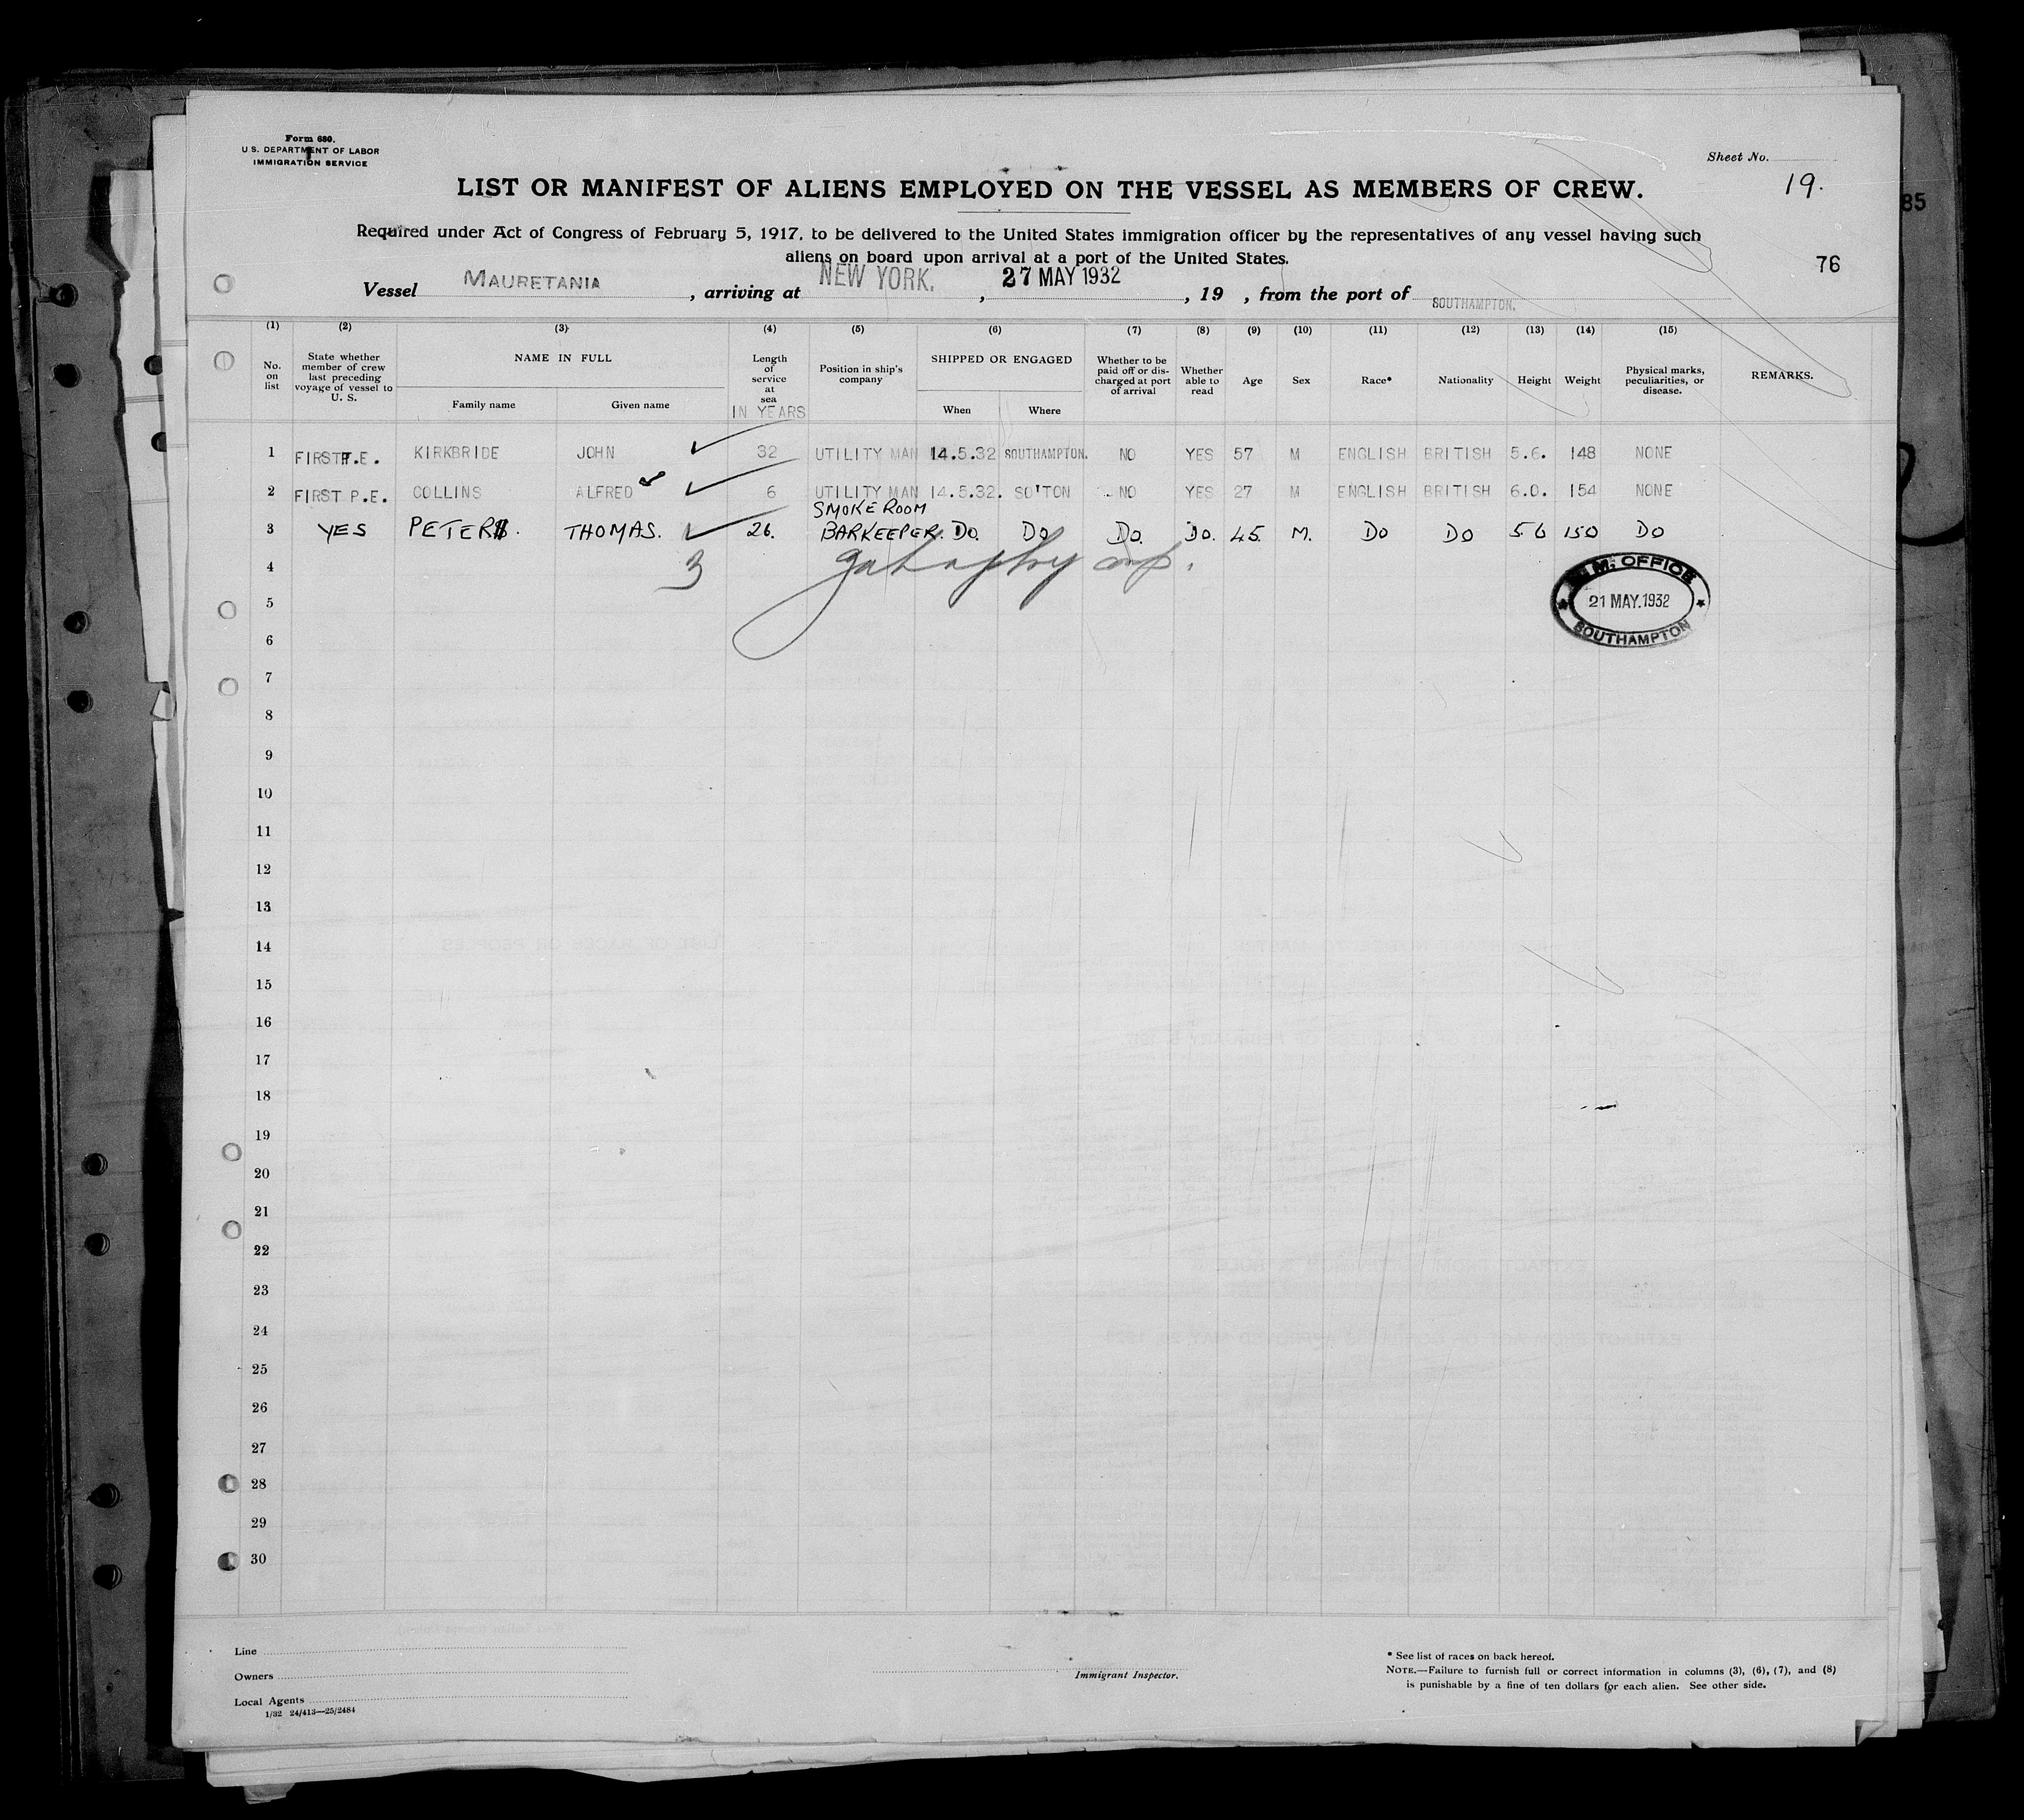 Form 680.
U.S. DEPARTMENT OF LABOR
IMMIGRATION SERVICE
Sheet No.
19.
LIST OR MANIFEST OF ALIENS EMPLOYED ON THE VESSEL AS MEMBERS OF CREW.
85
Required under Act of Congress of February 5, 1917, to be delivered to the United States immigration officer by the representatives of any vessel having such
aliens on board upon arrival at a port of the United States.
76
Vessel MAURETANIA, arriving at NEW YORK., 27 MAY 1932, 19 , from the port of SOUTHAMPTON.
(1) (2) (3) (4) (5) (6) (7) (8) (9) (10) (11) (12) (13) (14) (15)
No. on list
State whether member of crew last preceding voyage of vessel to U. S.
NAME IN FULL
Family name Given name
Length of service at sea IN YEARS
Position in ship's company
SHIPPED OR ENGAGED
When Where
Whether to be paid off or discharged at port of arrival
Whether able to read
Age Sex Race* Nationality Height Weight
Physical marks, peculiarities, or disease.
REMARKS.
1 FIRST P.E. KIRKBRIDE JOHN 32 UTILITY MAN 14.5.32 SOUTHAMPTON. NO YES 57 M ENGLISH BRITISH 5.6. 148 NONE
2 FIRST P.E. COLLINS ALFRED 6 UTILITY MAN 14.5.32. SO'TON NO YES 27 M ENGLISH BRITISH 6.0. 154 NONE
3 YES PETERS. THOMAS. 26. SMOKE ROOM BARKEEPER. DO. DO DO. DO. 45. M. DO DO 5 6 150 DO
3
4
5
6
7
8
9
10
11
12
13
14
15
16
17
18
19
20
21
22
23
24
25
26
27
28
29
30
OFFICE
21 MAY.1932
SOUTHAMPTON
Line
Owners
Local Agents
1/32 24/413—25/2484
Immigrant Inspector.
* See list of races on back hereof.
NOTE.—Failure to furnish full or correct information in columns (3), (6), (7), and (8)
is punishable by a fine of ten dollars for each alien. See other side.